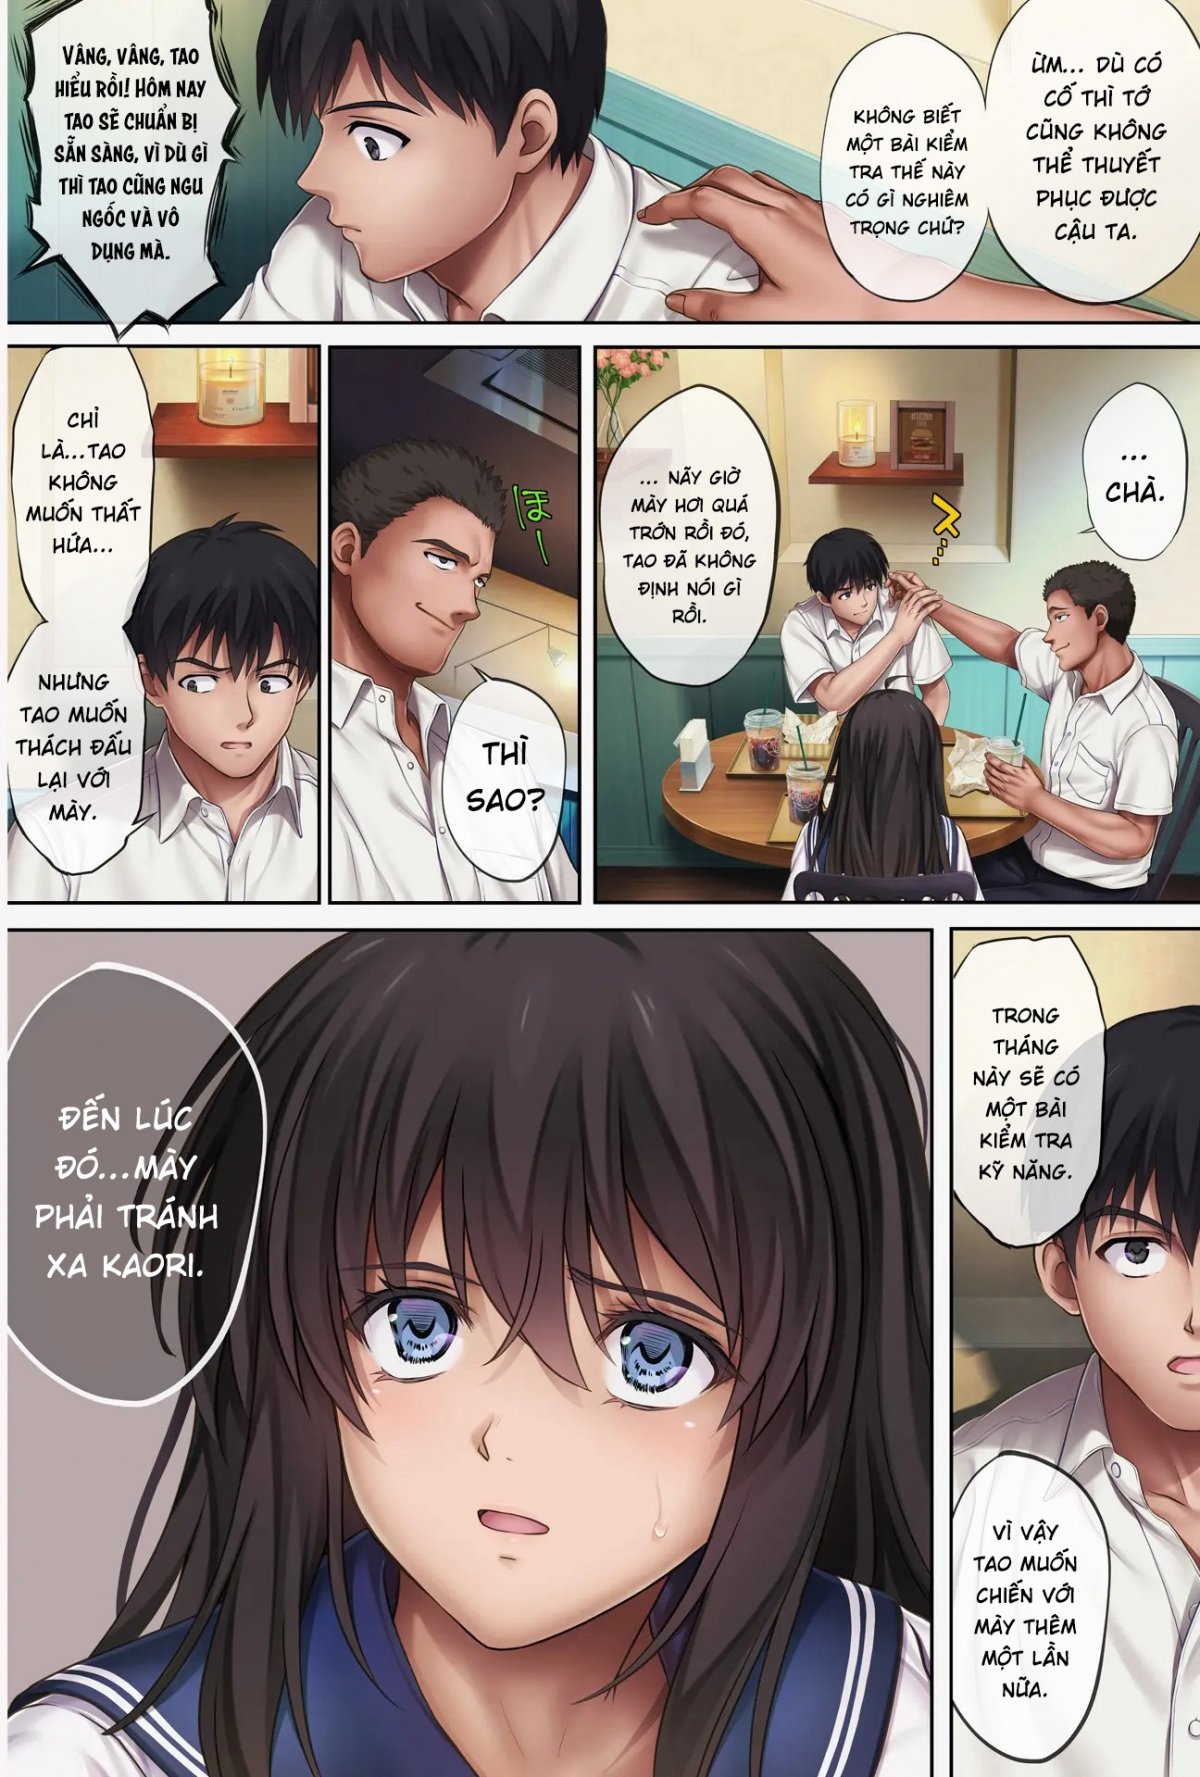 ỪM... DÙ CÓ
CỐ THÌ TỚ
CŨNG KHÔNG
THỂ THUYẾT
PHỤC ĐƯỢC
CẬU TA.
KHÔNG BIẾT
MỘT BÀI KIỂM
TRA THẾ NÀY
CÓ GÌ NGHIÊM
TRỌNG CHỨ?
VÂNG, VÂNG, TAO
HIỂU RỒI! HÔM NAY
TAO SẼ CHUẨN BỊ
SẴN SÀNG, VÌ DÙ GÌ
THÌ TAO CŨNG NGU
NGỐC VÀ VÔ
DỤNG MÀ.
...
CHÀ.
ス...
... NÃY GIỜ
MÀY HƠI QUÁ
TRỚN RỒI ĐÓ,
TAO ĐÃ KHÔNG
ĐỊNH NÓI GÌ
RỒI.
ほー
THÌ
SAO?
CHỈ
LÀ...TAO
KHÔNG
MUỐN THẤT
HỨA...
NHƯNG
TAO MUỐN
THÁCH ĐẤU
LẠI VỚI
MÀY.
TRONG
THÁNG
NÀY SẼ CÓ
MỘT BÀI
KIỂM TRA
KỸ NĂNG.
VÌ VẬY
TAO MUỐN
CHIẾN VỚI
MÀY THÊM
MỘT LẦN
NỮA.
ĐẾN LÚC
ĐÓ...MÀY
PHẢI TRÁNH
XA KAORI.